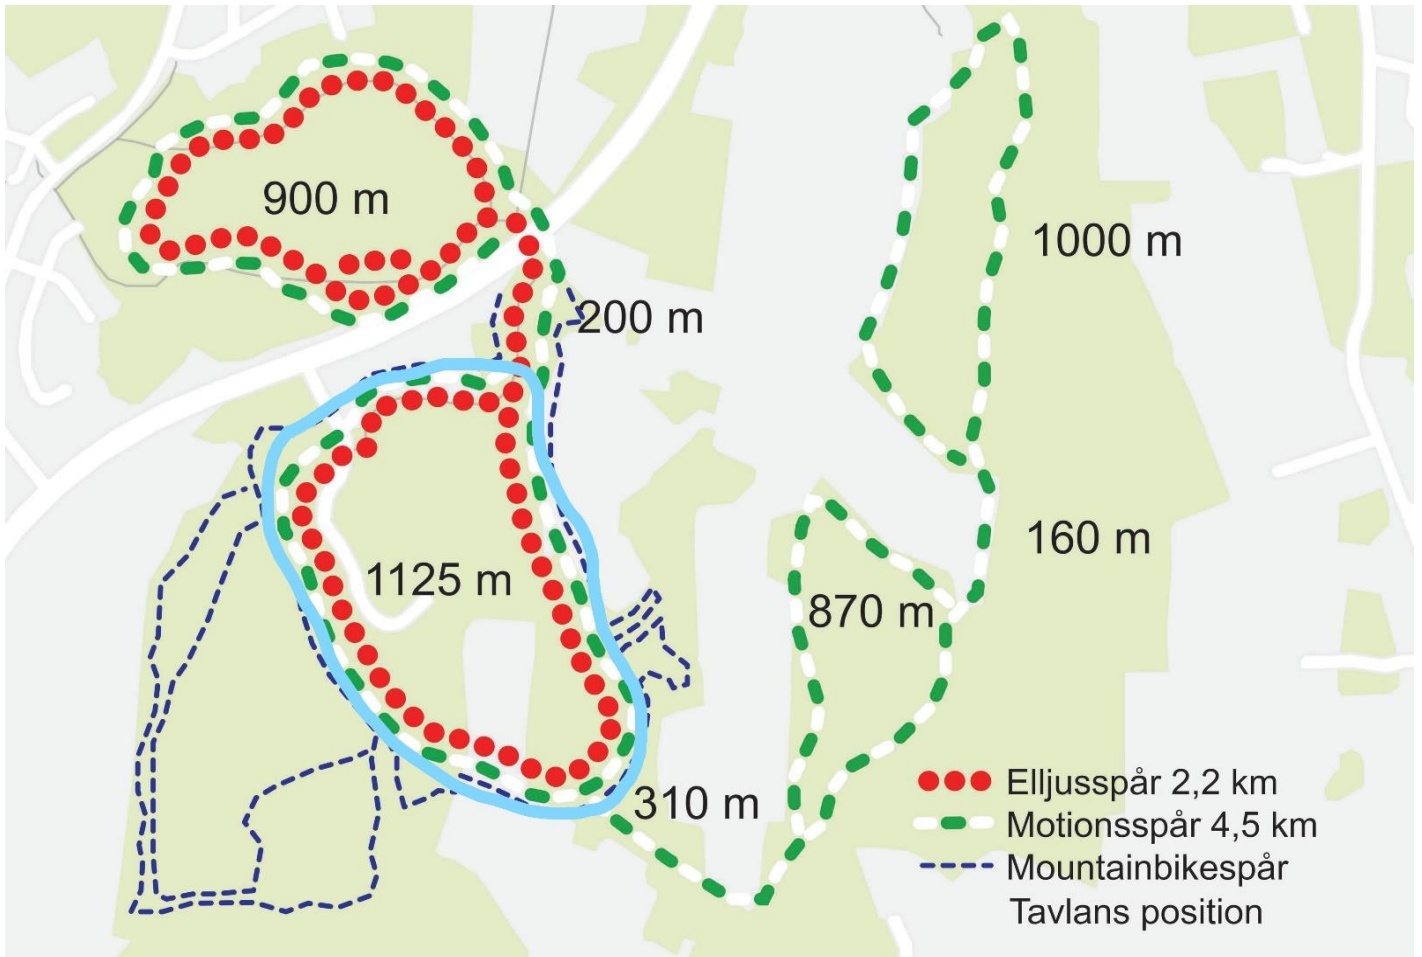 900 m
1000 m
200 m
160 m
1125 m
870 m
310 m
Elljusspår 2,2 km
Motionsspår 4,5 km
Mountainbikespår
Tavlans position